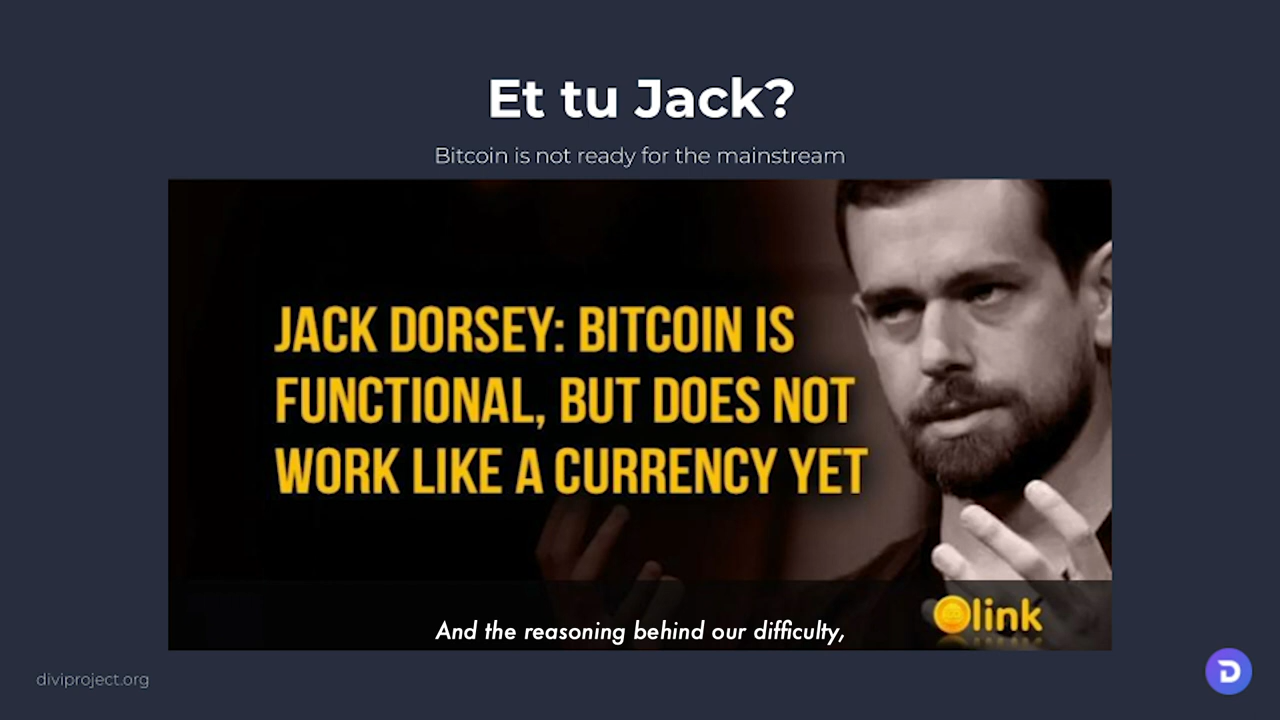 Et tu Jack?
Bitcoin is not ready for the mainstream
JACK DORSEY: BITCOIN IS
FUNCTIONAL, BUT DOES NOT
WORK LIKE A CURRENCY YET
link
And the reasoning behind our difficulty,
diviproject.org